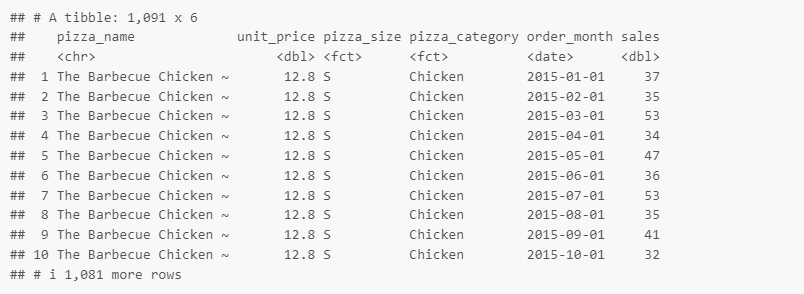 ## # A tibble: 1,091 x 6
##    pizza_name              unit_price pizza_size pizza_category order_month sales
##    <chr>                        <dbl> <fct>      <fct>          <date>      <dbl>
##  1 The Barbecue Chicken ~       12.8 S          Chicken        2015-01-01     37
##  2 The Barbecue Chicken ~       12.8 S          Chicken        2015-02-01     35
##  3 The Barbecue Chicken ~       12.8 S          Chicken        2015-03-01     53
##  4 The Barbecue Chicken ~       12.8 S          Chicken        2015-04-01     34
##  5 The Barbecue Chicken ~       12.8 S          Chicken        2015-05-01     47
##  6 The Barbecue Chicken ~       12.8 S          Chicken        2015-06-01     36
##  7 The Barbecue Chicken ~       12.8 S          Chicken        2015-07-01     53
##  8 The Barbecue Chicken ~       12.8 S          Chicken        2015-08-01     35
##  9 The Barbecue Chicken ~       12.8 S          Chicken        2015-09-01     41
## 10 The Barbecue Chicken ~       12.8 S          Chicken        2015-10-01     32
## # i 1,081 more rows